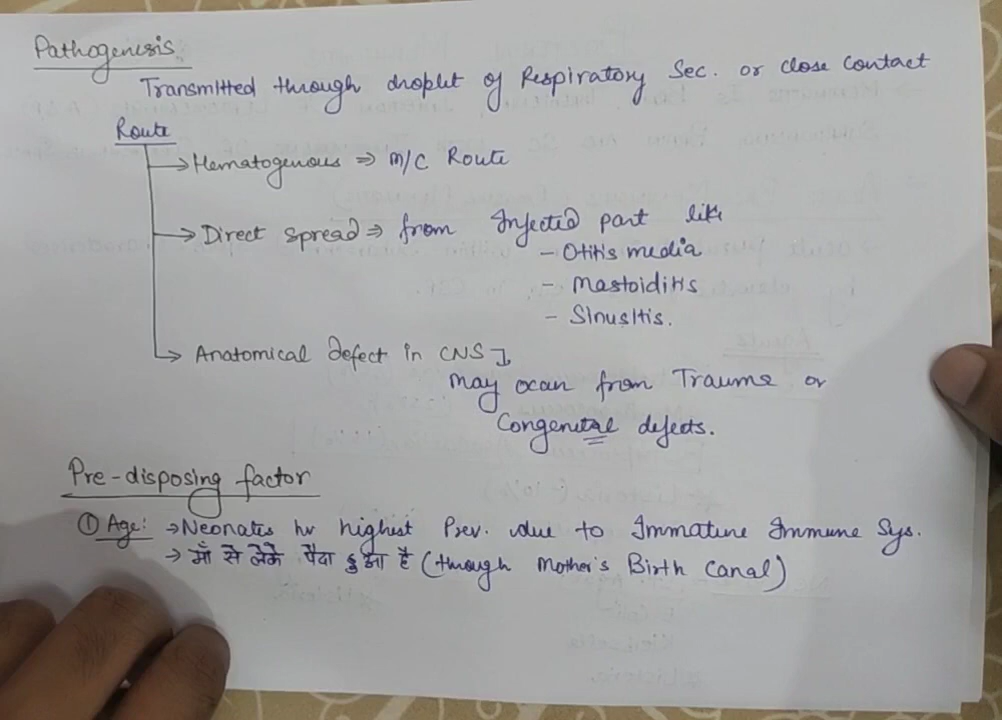 Pathogenesis
Transmitted through droplet of Respiratory Sec. or close contact
Route
→ Hematogenous ⇒ M/C Route
→ Direct spread ⇒ from Infected part like
- Otitis media
- Mastoiditis
- Sinusitis.
→ Anatomical defect in CNS
May from Trauma or
Congenital defects.
Pre-disposing factor
① Age: → Neonates hv highest Prev. due to Immature Immune Sys.
→ माँ से लेके पैदा हुआ है (through Mother's Birth Canal)